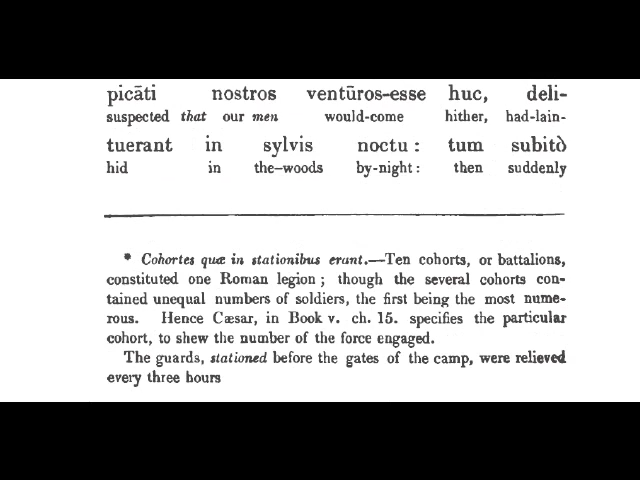 picāti nostros ventūros-esse huc, deli-
suspected that our men would-come hither, had-lain-
tuerant in sylvis noctu : tum subitò
hid in the-woods by-night : then suddenly
* Cohortes quæ in stationibus erant.—Ten cohorts, or battalions,
constituted one Roman legion ; though the several cohorts con-
tained unequal numbers of soldiers, the first being the most nume-
rous. Hence Cæsar, in Book v. ch. 15. specifies the particular
cohort, to shew the number of the force engaged.
The guards, stationed before the gates of the camp, were relieved
every three hours